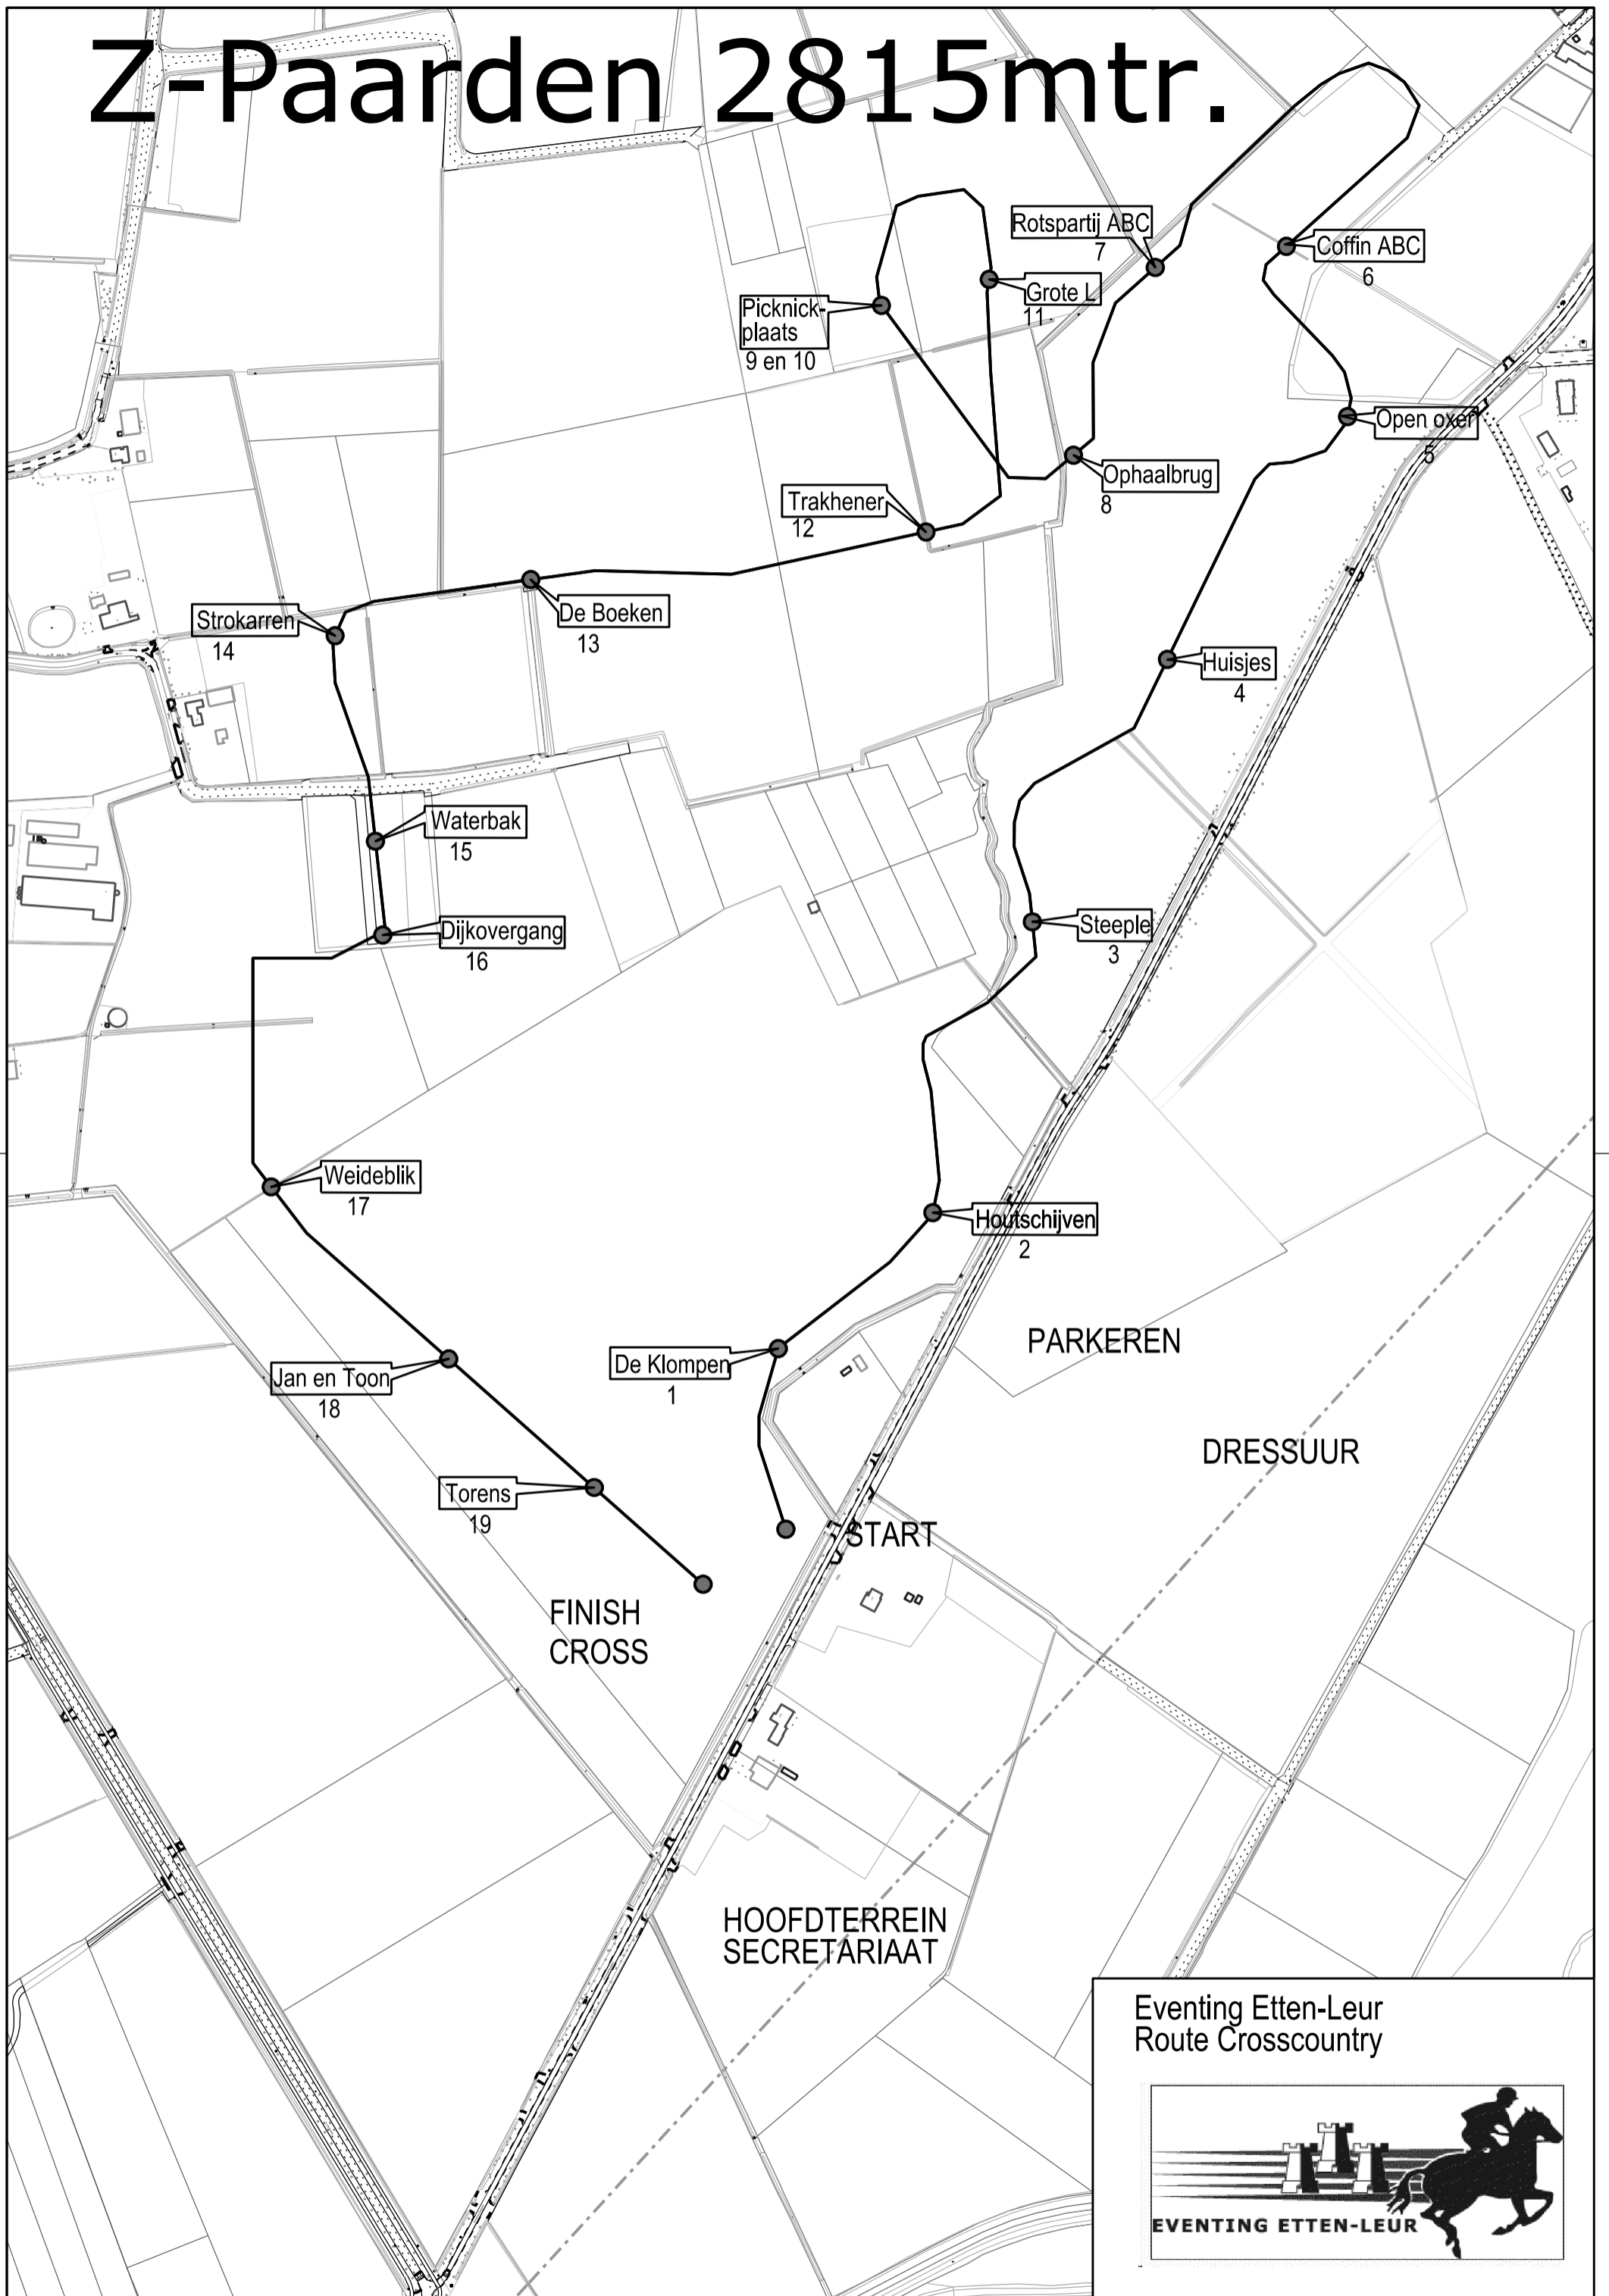 Z-Paarden 2815mtr.
Rotspartij ABC
7
Coffin ABC
6
Grote L
11
Picknick-
plaats
9 en 10
Open oxer
5
Ophaalbrug
8
Trakhener
12
De Boeken
13
Strokarren
14
Huisjes
4
Waterbak
15
Steeple
3
Dijkovergang
16
Weideblik
17
Houtschijven
2
PARKEREN
De Klompen
1
Jan en Toon
18
DRESSUUR
Torens
19
START
FINISH
CROSS
HOOFDTERREIN
SECRETARIAAT
Eventing Etten-Leur
Route Crosscountry
EVENTING ETTEN-LEUR